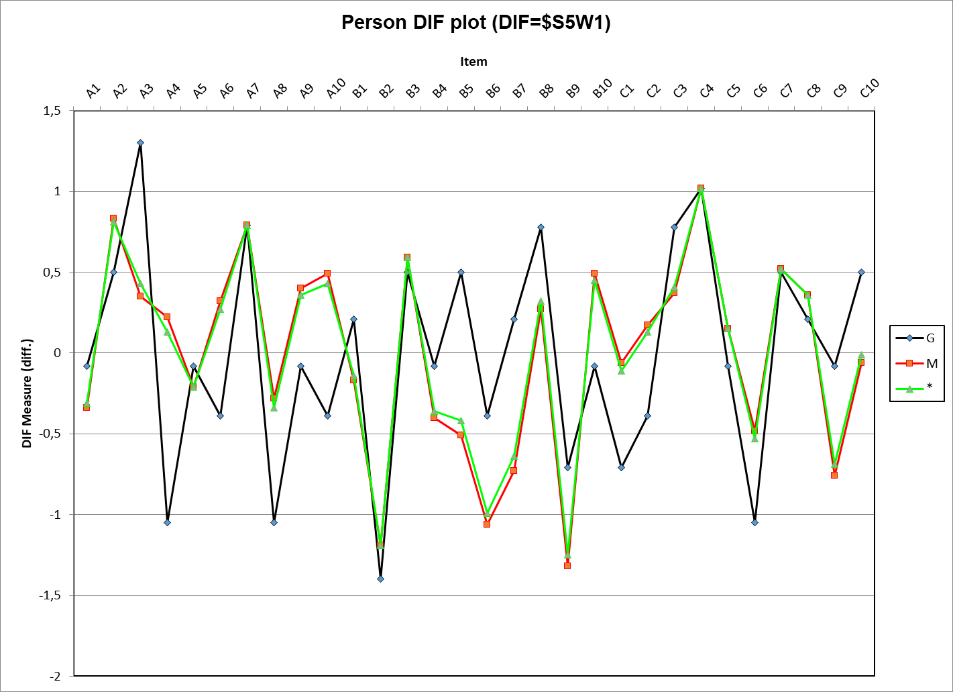 Person DIF plot (DIF=$S5W1)
Item
A1 A2 A3 A4 A5 A6 A7 A8 A9 A10 B1 B2 B3 B4 B5 B6 B7 B8 B9 B10 C1 C2 C3 C4 C5 C6 C7 C8 C9 C10
1,5
1
0,5
0
-0,5
-1
-1,5
-2
DIF Measure (diff.)
G
M
*